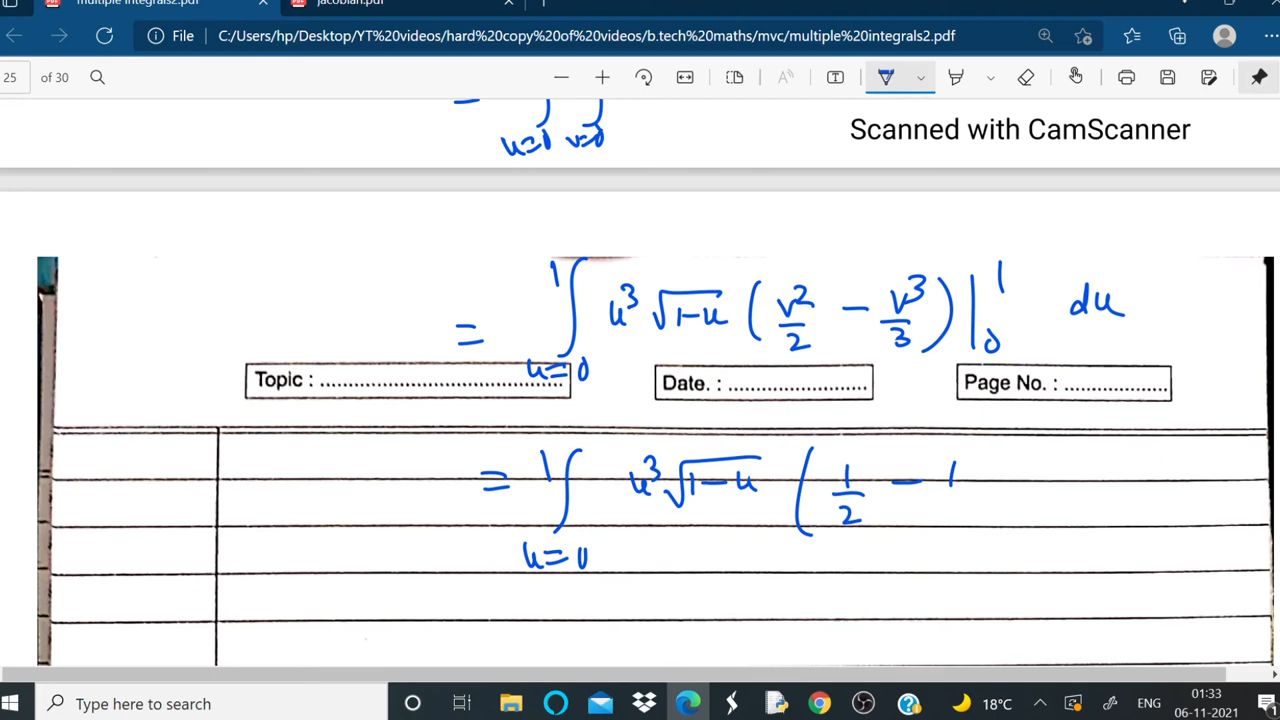 multiple integrals2.pdf jacobian.pdf
File C:/Users/hp/Desktop/YT%20videos/hard%20copy%20of%20videos/b.tech%20maths/mvc/multiple%20integrals2.pdf
25 of 30
=
u=0 v=0
Scanned with CamScanner
= ∫_{u=0}^{1} u³ √(1-u) ( v²/2 - v³/3 ) |_0^1 du
Topic : ................................................ Date. : ........................... Page No. : ....................
= ∫_{u=0}^{1} u³ √(1-u) ( 1/2 - 1
Type here to search
18°C ENG 01:33
06-11-2021